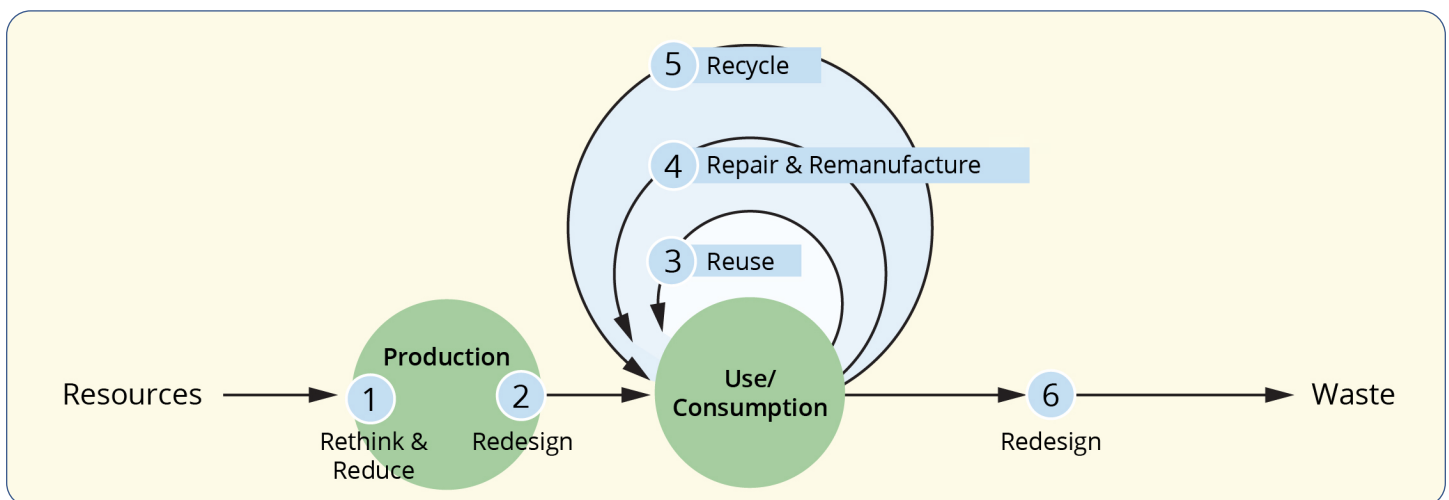 5 Recycle
4 Repair & Remanufacture
3 Reuse
Production
Resources
1
2
Rethink &
Reduce
Redesign
Use/
Consumption
6
Redesign
Waste